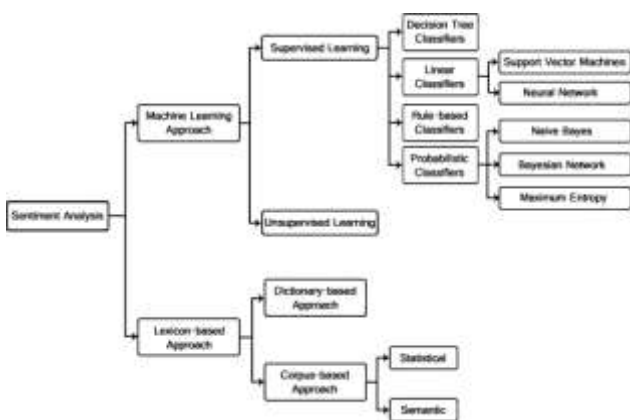 Decision Tree
Classifiers
Supervised Learning
Linear
Classifiers
Support Vector Machines
Neural Network
Machine Learning
Approach
Rule-based
Classifiers
Naive Bayes
Probabilistic
Classifiers
Bayesian Network
Maximum Entropy
Sentiment Analysis
Unsupervised Learning
Dictionary-based
Approach
Lexicon-based
Approach
Statistical
Corpus-based
Approach
Semantic